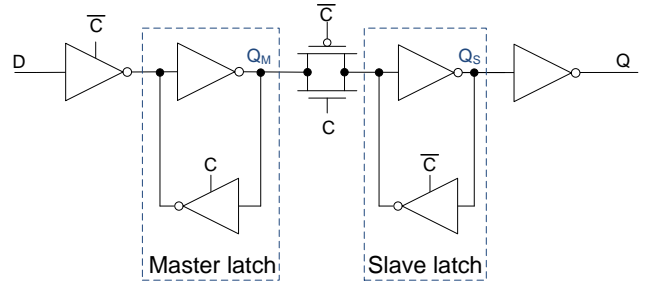 C̅
C̅
D
Q_M
Q_S
Q
C
C
C̅
Master latch
Slave latch